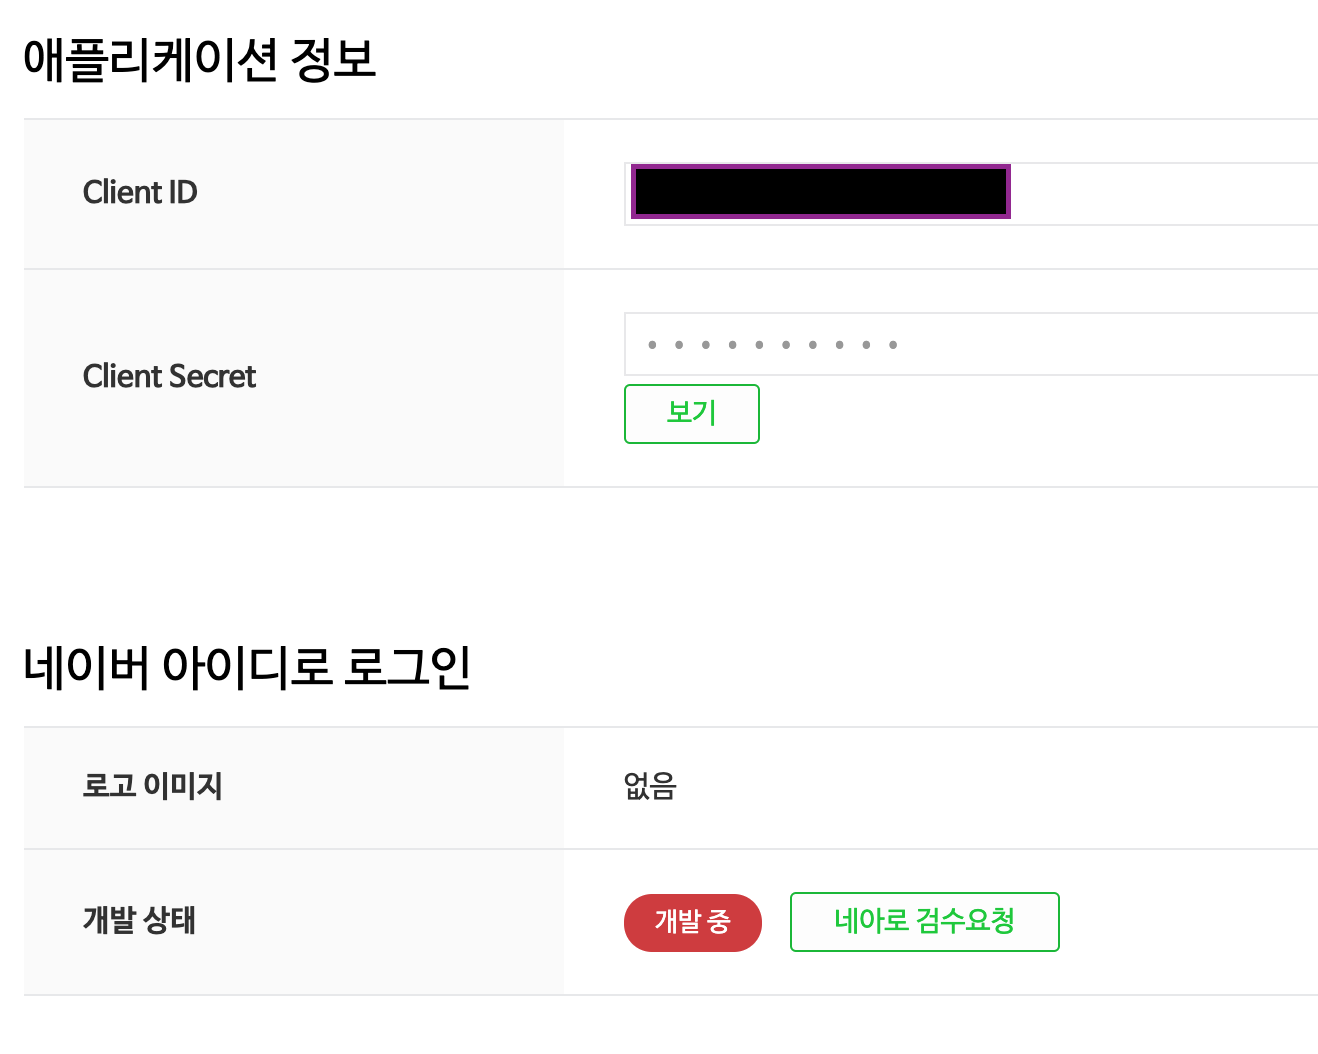 애플리케이션 정보
Client ID
Client Secret
• • • • • • • • • •
보기
네이버 아이디로 로그인
로고 이미지
없음
개발 상태
개발 중
네아로 검수요청